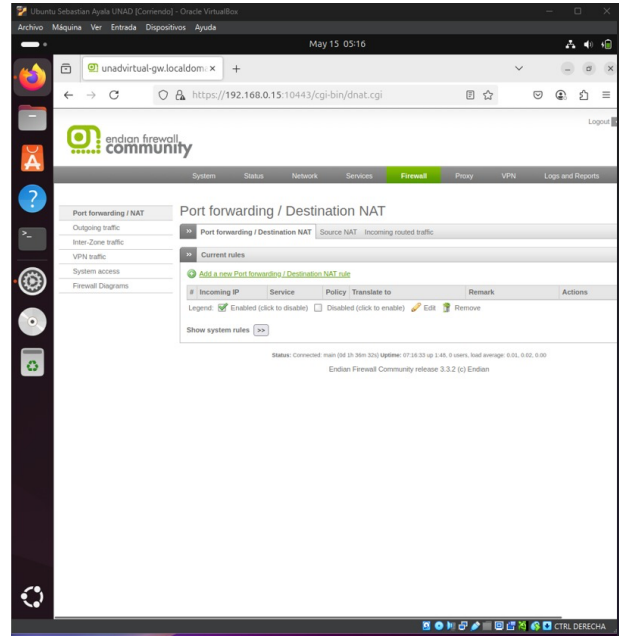 Ubuntu Sebastian Ayala UNAD [Corriendo] - Oracle VirtualBox
Archivo Máquina Ver Entrada Dispositivos Ayuda
May 15 05:16
unadvirtual-gw.localdoma
https://192.168.0.15:10443/cgi-bin/dnat.cgi
Logout
endian firewall
community
System Status Network Services Firewall Proxy VPN Logs and Reports
Port forwarding / NAT
Outgoing traffic
Inter-Zone traffic
VPN traffic
System access
Firewall Diagrams
Port forwarding / Destination NAT
>> Port forwarding / Destination NAT Source NAT Incoming routed traffic
>> Current rules
Add a new Port forwarding / Destination NAT rule
# Incoming IP Service Policy Translate to Remark Actions
Legend: Enabled (click to disable) Disabled (click to enable) Edit Remove
Show system rules >>
Status: Connected: main (0d 1h 36m 32s) Uptime: 07:16:33 up 1:48, 0 users, load average: 0.01, 0.02, 0.00
Endian Firewall Community release 3.3.2 (c) Endian
CTRL DERECHA